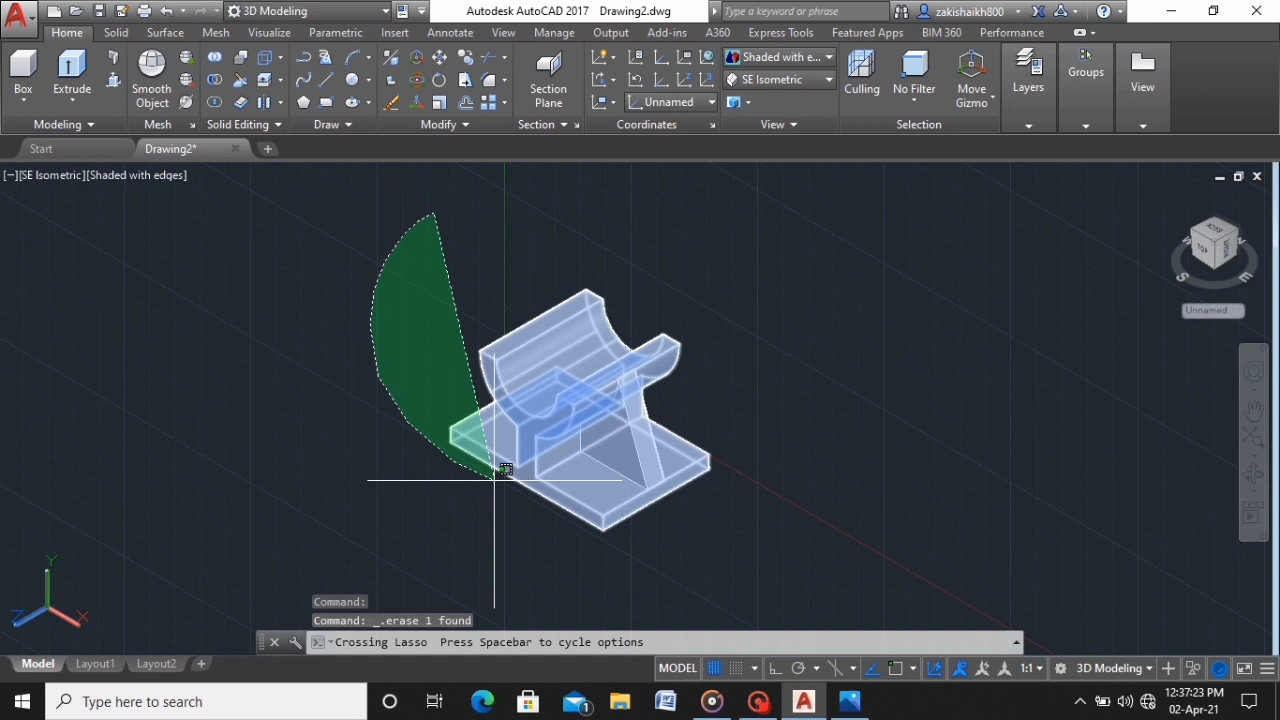 3D Modeling
Autodesk AutoCAD 2017 Drawing2.dwg
Type a keyword or phrase
zakishaikh800
Home Solid Surface Mesh Visualize Parametric Insert Annotate View Manage Output Add-ins A360 Express Tools Featured Apps BIM 360 Performance
Box
Extrude
Smooth
Object
Section
Plane
Shaded with e...
SE Isometric
Unnamed
Culling
No Filter
Move
Gizmo
Layers
Groups
View
Modeling Mesh Solid Editing Draw Modify Section Coordinates View Selection
Start Drawing2*
[−][SE Isometric][Shaded with edges]
BACK
TOP
W
N
S
E
Unnamed
Y
Z
X
Command:
Command: _.erase 1 found
Crossing Lasso Press Spacebar to cycle options
Model Layout1 Layout2
MODEL
1:1
3D Modeling
Type here to search
1
12:37:23 PM
02-Apr-21